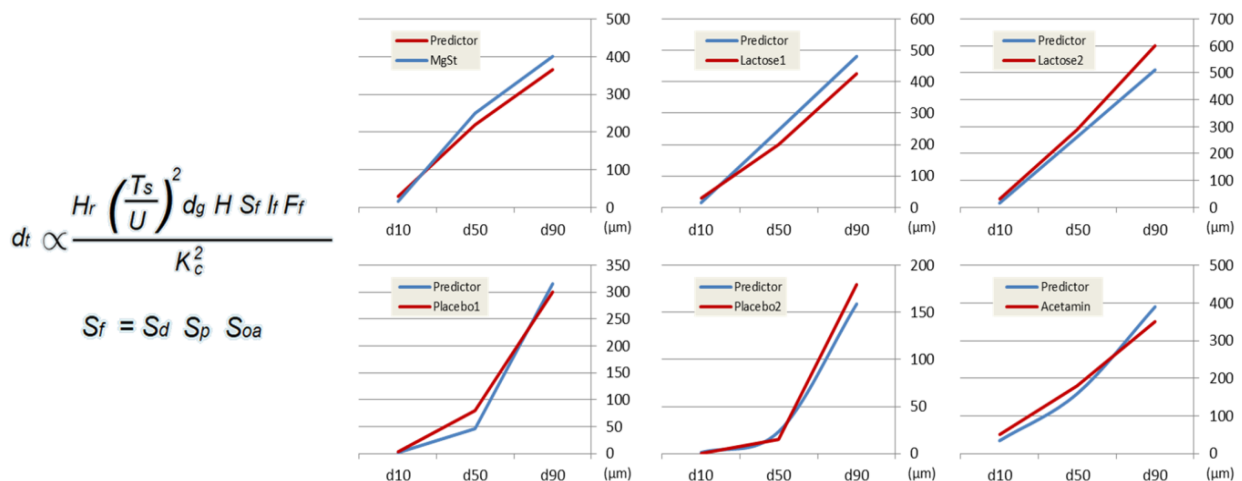 dt ∝ Hr (Ts/U)² dg H Sf If Ff / Kc²
Sf = Sd Sp Soa
Predictor
MgSt
500
400
300
200
100
0
d10 d50 d90 (μm)
Predictor
Lactose1
600
500
400
300
200
100
0
d10 d50 d90 (μm)
Predictor
Lactose2
700
600
500
400
300
200
100
0
d10 d50 d90 (μm)
Predictor
Placebo1
350
300
250
200
150
100
50
0
d10 d50 d90 (μm)
Predictor
Placebo2
200
150
100
50
0
d10 d50 d90 (μm)
Predictor
Acetamin
500
400
300
200
100
0
d10 d50 d90 (μm)